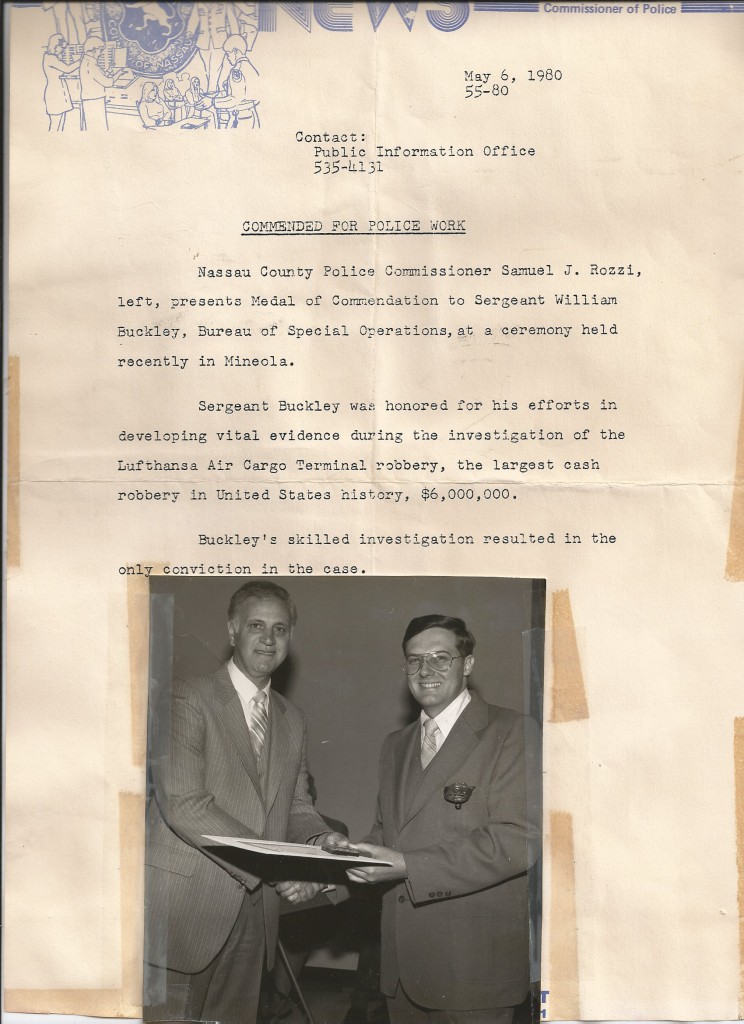 NEWS
Commissioner of Police
OF NASSAU
May 6, 1980
55-80
Contact:
Public Information Office
535-4131
COMMENDED FOR POLICE WORK
Nassau County Police Commissioner Samuel J. Rozzi,
left, presents Medal of Commendation to Sergeant William
Buckley, Bureau of Special Operations, at a ceremony held
recently in Mineola.
Sergeant Buckley was honored for his efforts in
developing vital evidence during the investigation of the
Lufthansa Air Cargo Terminal robbery, the largest cash
robbery in United States history, $6,000,000.
Buckley's skilled investigation resulted in the
only conviction in the case.
T
1